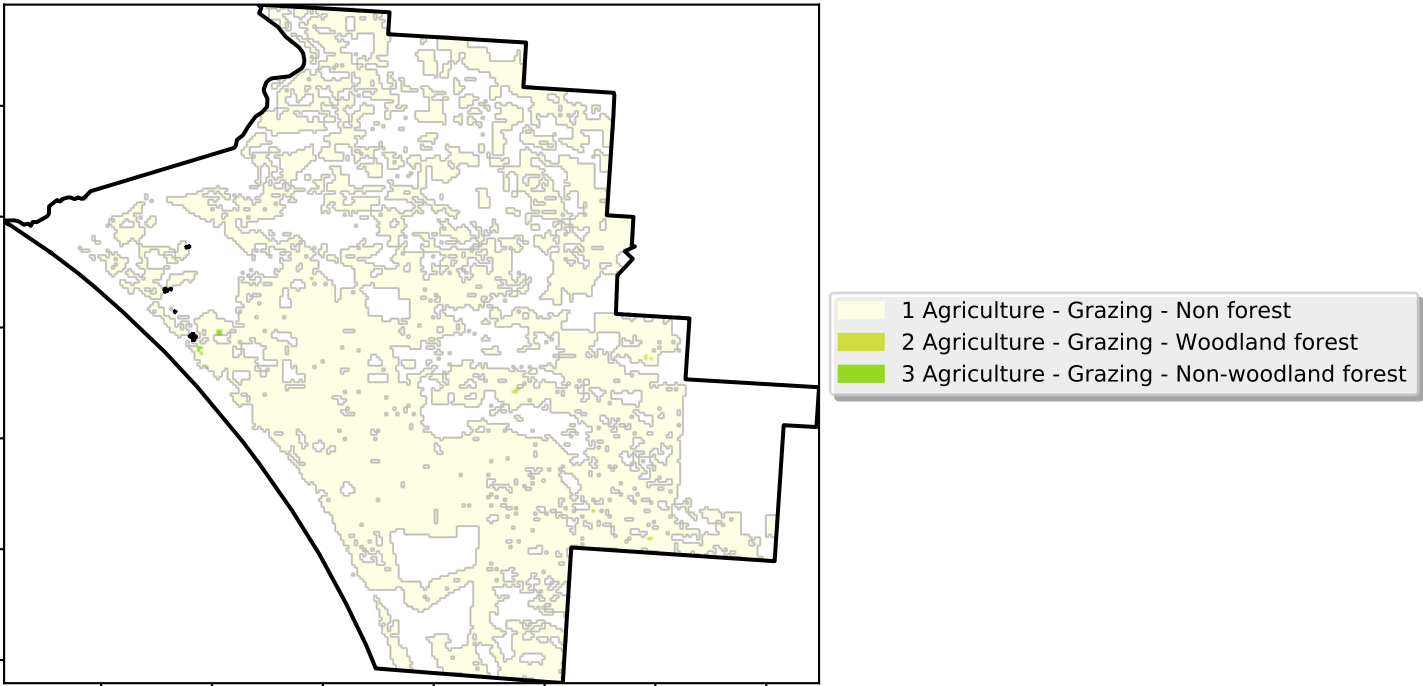 1 Agriculture - Grazing - Non forest
2 Agriculture - Grazing - Woodland forest
3 Agriculture - Grazing - Non-woodland forest